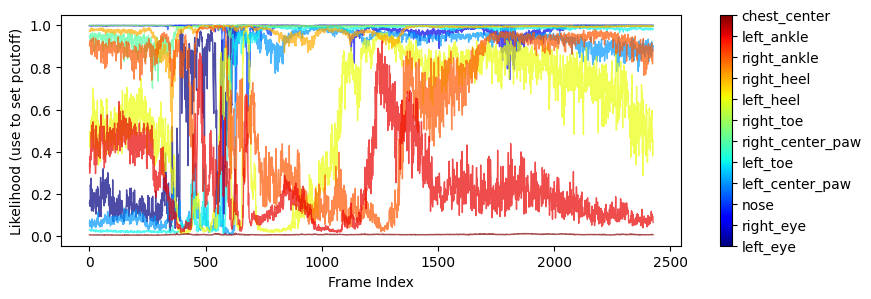 Likelihood (use to set pcutoff)
1.0
0.8
0.6
0.4
0.2
0.0
0
500
1000
1500
2000
2500
Frame Index
chest_center
left_ankle
right_ankle
right_heel
left_heel
right_toe
right_center_paw
left_toe
left_center_paw
nose
right_eye
left_eye